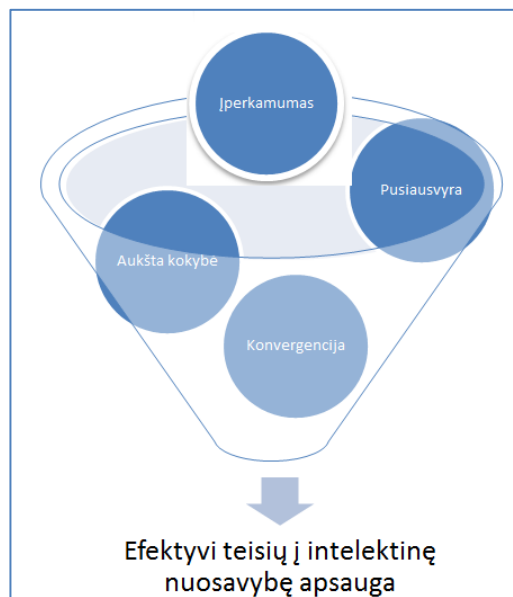 Įperkamumas
Pusiausvyra
Aukšta kokybė
Konvergencija
Efektyvi teisių į intelektinę
nuosavybę apsauga